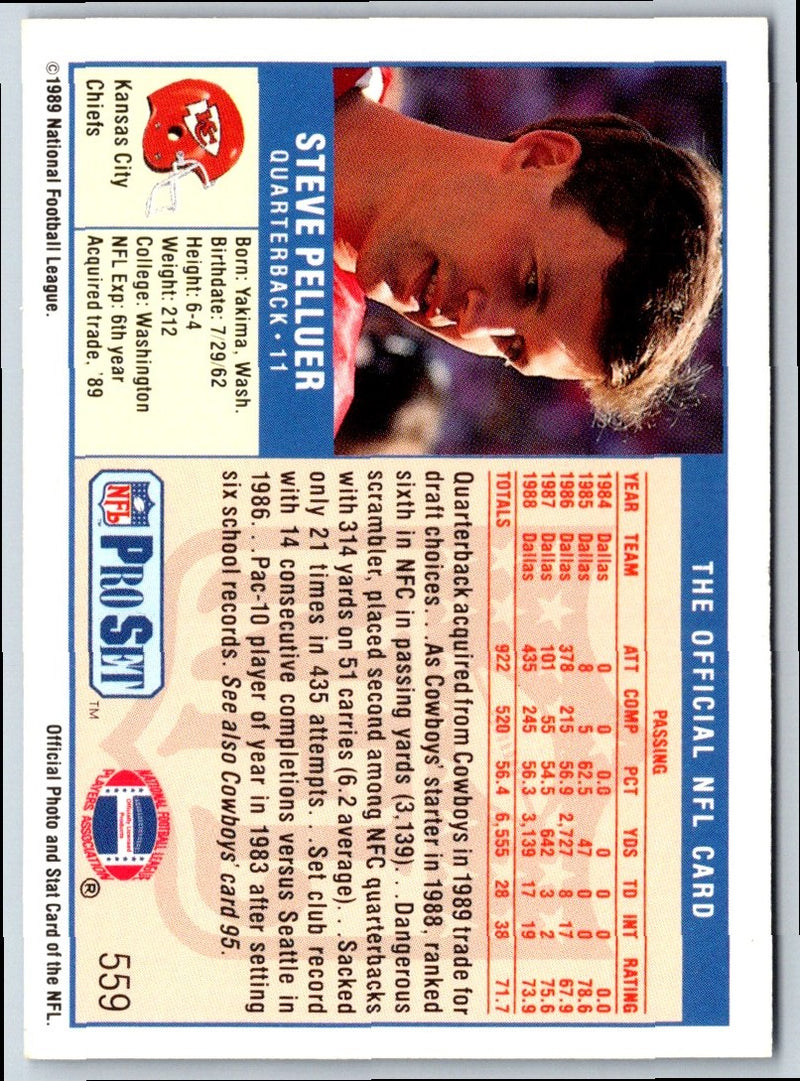 THE OFFICIAL NFL CARD
STEVE PELLUER
QUARTERBACK • 11
Kansas City
Chiefs
KC
Born: Yakima, Wash.
Birthdate: 7/29/62
Height: 6-4
Weight: 212
College: Washington
NFL Exp: 6th year
Acquired trade, '89
PASSING
YEAR TEAM ATT COMP PCT YDS TD INT RATING
1984 Dallas 0 0 0.0 0 0 0 0.0
1985 Dallas 8 5 62.5 47 0 0 78.6
1986 Dallas 378 215 56.9 2,727 8 17 67.9
1987 Dallas 101 55 54.5 642 3 2 75.6
1988 Dallas 435 245 56.3 3,139 17 19 73.9
TOTALS 922 520 56.4 6,555 28 38 71.7
Quarterback acquired from Cowboys in 1989 trade for
draft choices . . . As Cowboys' starter in 1988, ranked
sixth in NFC in passing yards (3,139). . . Dangerous
scrambler, placed second among NFC quarterbacks
with 314 yards on 51 carries (6.2 average). . . Sacked
only 21 times in 435 attempts . . . Set club record
with 14 consecutive completions versus Seattle in
1986. . . Pac-10 player of year in 1983 after setting
six school records. See also Cowboys' card 95.
NFL
PRO SET
TM
NATIONAL FOOTBALL LEAGUE
Officially Licensed
Products
PLAYERS ASSOCIATION
®
559
©1989 National Football League.
Official Photo and Stat Card of the NFL.